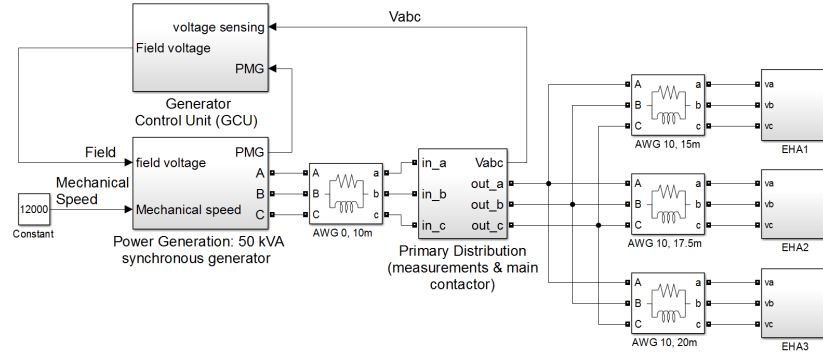 Vabc
voltage sensing
Field voltage
PMG
Generator
Control Unit (GCU)
Field
Mechanical
Speed
12000
Constant
PMG
field voltage
A
B
Mechanical speed
C
Power Generation: 50 kVA
synchronous generator
A a
B b
C c
AWG 0, 10m
Vabc
in_a
out_a
in_b
out_b
in_c
out_c
Primary Distribution
(measurements & main
contactor)
A a
B b
C c
AWG 10, 15m
va
vb
vc
EHA1
A a
B b
C c
AWG 10, 17.5m
va
vb
vc
EHA2
A a
B b
C c
AWG 10, 20m
va
vb
vc
EHA3